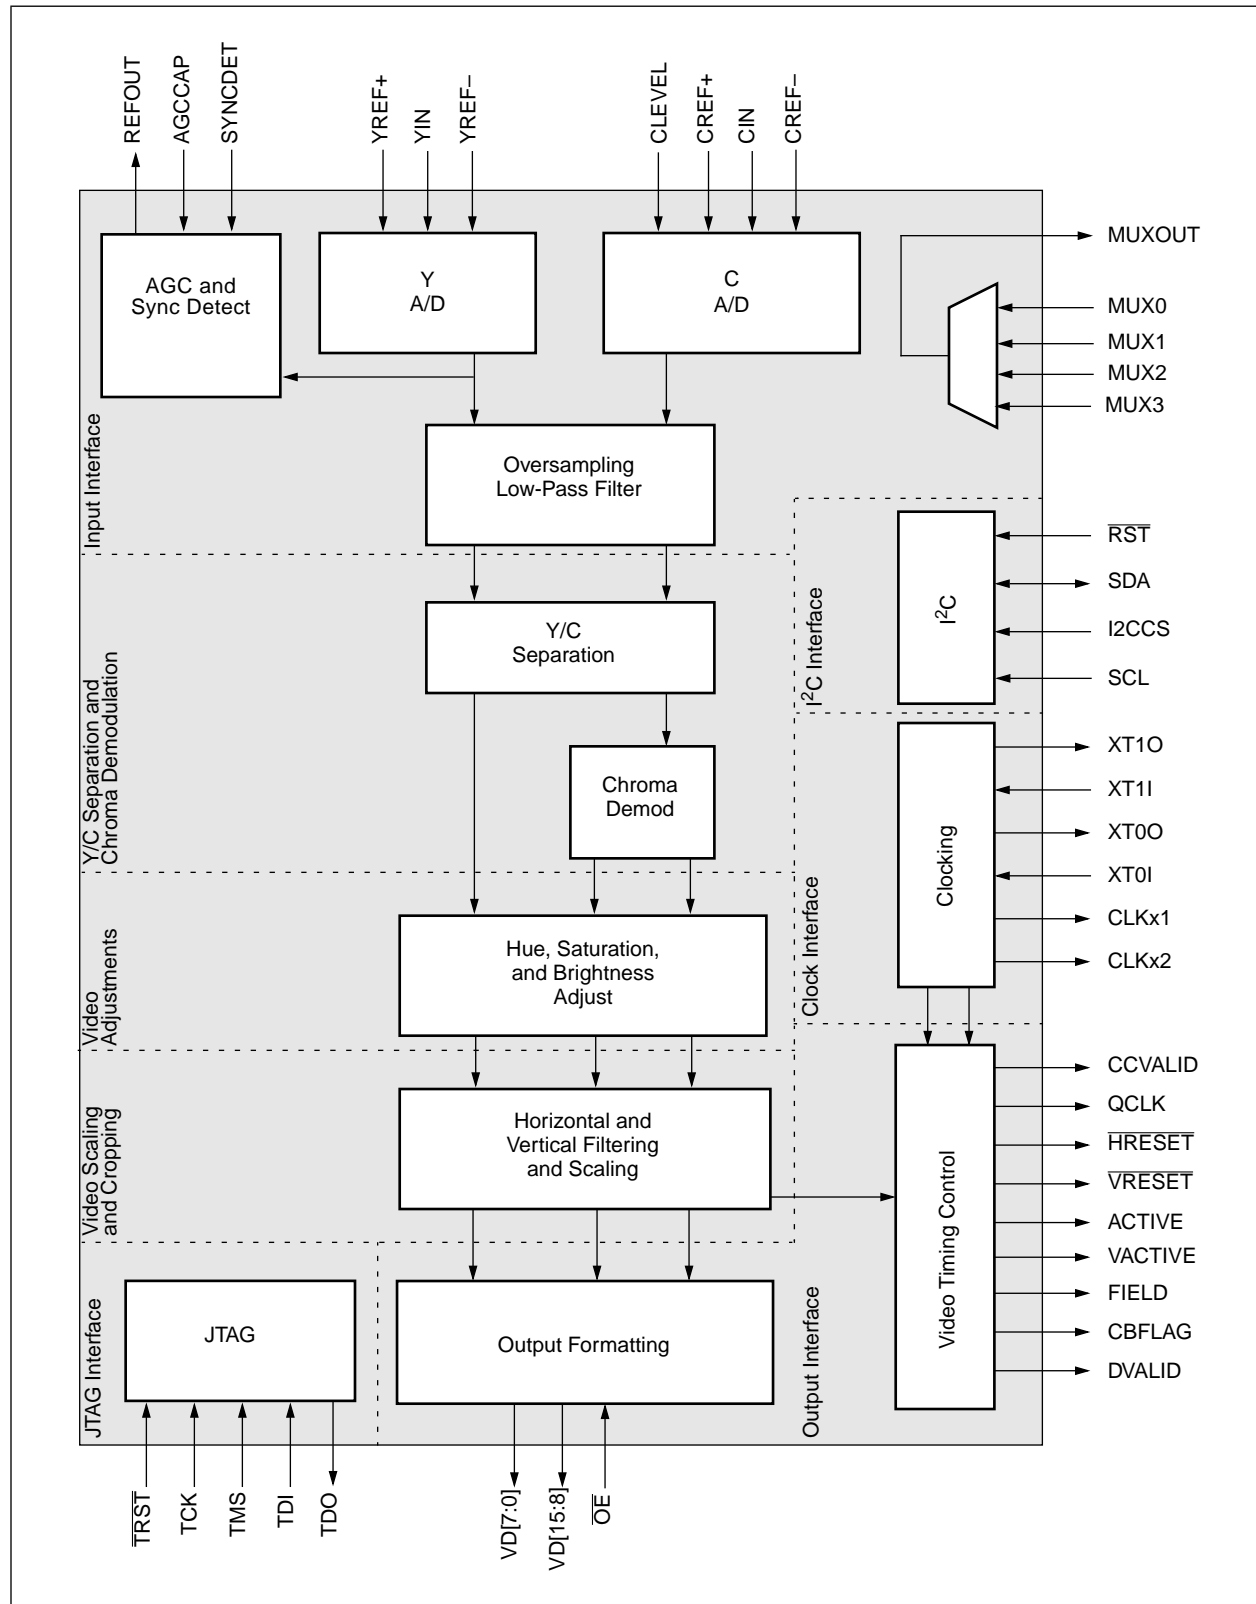 REFOUT
AGCCAP
SYNCDET
YREF+
YIN
YREF–
CLEVEL
CREF+
CIN
CREF–
AGC and
Sync Detect
Y
A/D
C
A/D
MUXOUT
MUX0
MUX1
MUX2
MUX3
Input Interface
Oversampling
Low-Pass Filter
Y/C Separation and
Chroma Demodulation
Y/C
Separation
Chroma
Demod
I²C Interface
I²C
RST
SDA
I2CCS
SCL
Clock Interface
Clocking
XT1O
XT1I
XT0O
XT0I
CLKx1
CLKx2
Video
Adjustments
Hue, Saturation,
and Brightness
Adjust
Video Scaling
and Cropping
Horizontal and
Vertical Filtering
and Scaling
Output Interface
Video Timing Control
CCVALID
QCLK
HRESET
VRESET
ACTIVE
VACTIVE
FIELD
CBFLAG
DVALID
JTAG Interface
JTAG
Output Formatting
TRST
TCK
TMS
TDI
TDO
VD[7:0]
VD[15:8]
OE